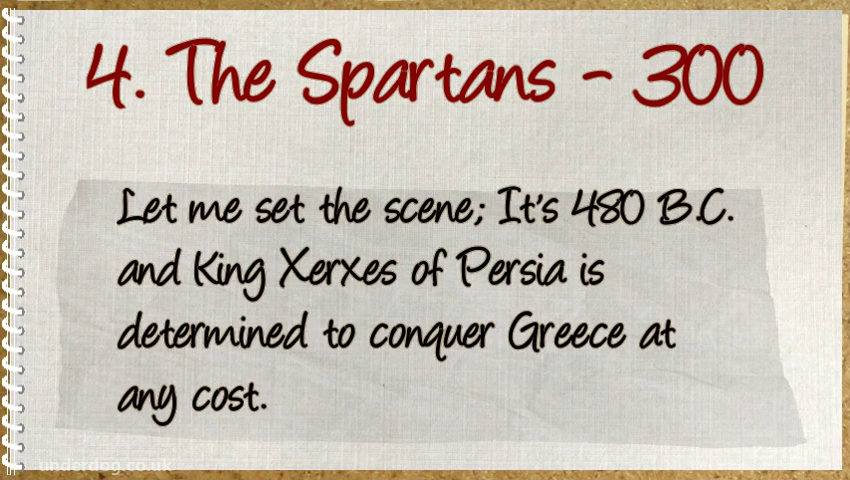 4. The Spartans - 300
Let me set the scene; It's 480 B.C.
and King Xerxes of Persia is
determined to conquer Greece at
any cost.
underdog.co.uk